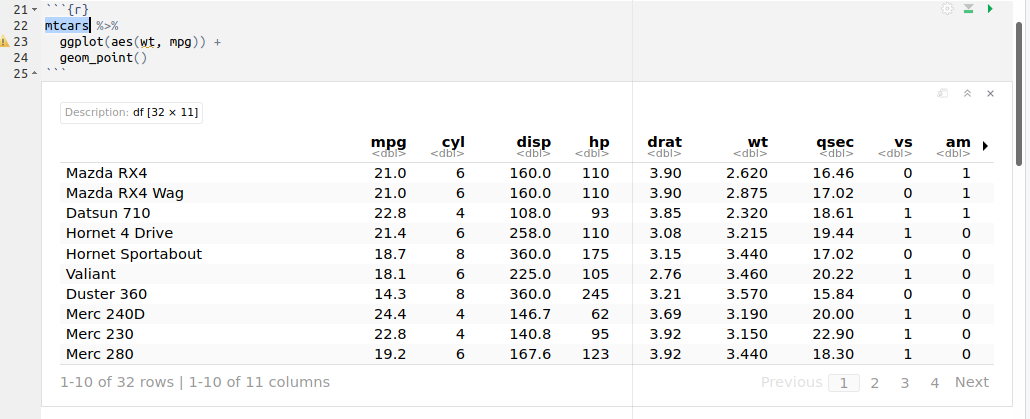 21 ```{r}
22 mtcars %>%
23 ggplot(aes(wt, mpg)) +
24 geom_point()
25 ```
Description: df [32 × 11]
mpg cyl disp hp drat wt qsec vs am
<dbl> <dbl> <dbl> <dbl> <dbl> <dbl> <dbl> <dbl> <dbl>
Mazda RX4 21.0 6 160.0 110 3.90 2.620 16.46 0 1
Mazda RX4 Wag 21.0 6 160.0 110 3.90 2.875 17.02 0 1
Datsun 710 22.8 4 108.0 93 3.85 2.320 18.61 1 1
Hornet 4 Drive 21.4 6 258.0 110 3.08 3.215 19.44 1 0
Hornet Sportabout 18.7 8 360.0 175 3.15 3.440 17.02 0 0
Valiant 18.1 6 225.0 105 2.76 3.460 20.22 1 0
Duster 360 14.3 8 360.0 245 3.21 3.570 15.84 0 0
Merc 240D 24.4 4 146.7 62 3.69 3.190 20.00 1 0
Merc 230 22.8 4 140.8 95 3.92 3.150 22.90 1 0
Merc 280 19.2 6 167.6 123 3.92 3.440 18.30 1 0
1-10 of 32 rows | 1-10 of 11 columns Previous 1 2 3 4 Next